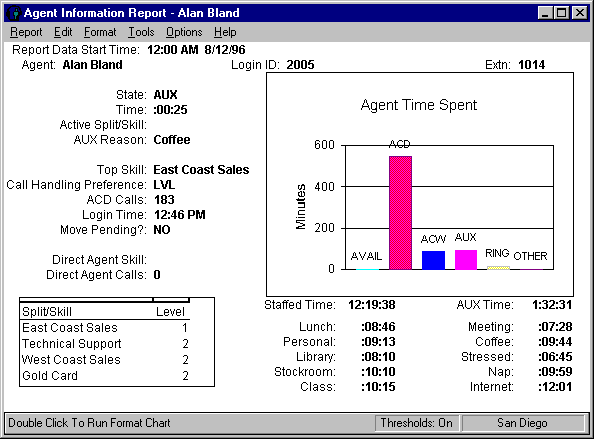 Agent Information Report - Alan Bland
Report Edit Format Tools Options Help
Report Data Start Time: 12:00 AM 8/12/96
Agent: Alan Bland Login ID: 2005 Extn: 1014
State: AUX
Time: :00:25
Active Split/Skill:
AUX Reason: Coffee
Top Skill: East Coast Sales
Call Handling Preference: LVL
ACD Calls: 183
Login Time: 12:46 PM
Move Pending?: NO
Direct Agent Skill:
Direct Agent Calls: 0
Split/Skill Level
East Coast Sales 1
Technical Support 2
West Coast Sales 2
Gold Card 2
Agent Time Spent
Minutes
600
400
200
0
AVAIL
ACD
ACW
AUX
RING
OTHER
Staffed Time: 12:19:38 AUX Time: 1:32:31
Lunch: :08:46 Meeting: :07:28
Personal: :09:13 Coffee: :09:44
Library: :08:10 Stressed: :06:45
Stockroom: :10:10 Nap: :09:59
Class: :10:15 Internet: :12:01
Double Click To Run Format Chart Thresholds: On San Diego